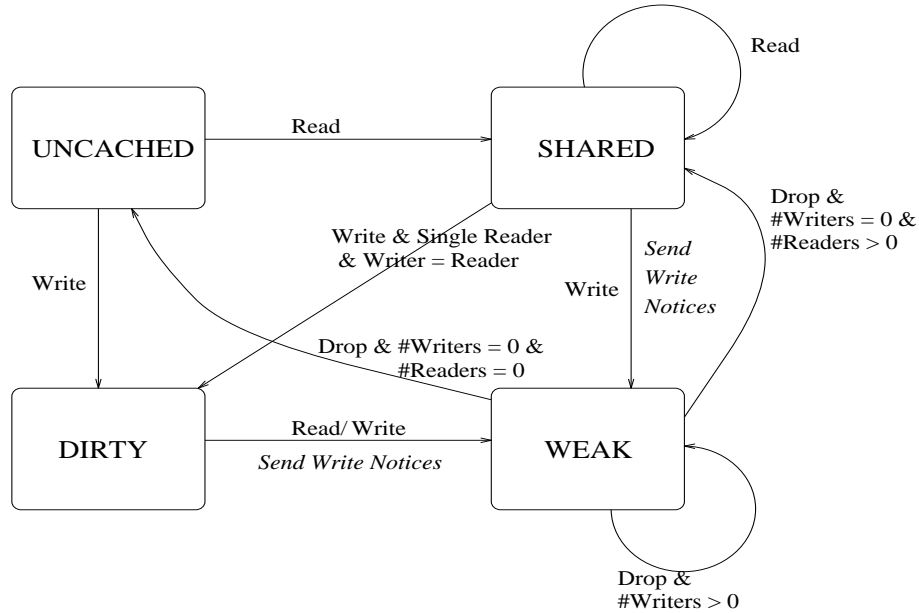 Read
UNCACHED
Read
SHARED
Drop &
#Writers = 0 &
#Readers > 0
Write & Single Reader
& Writer = Reader
Send
Write
Notices
Write
Write
Drop & #Writers = 0 &
#Readers = 0
DIRTY
Read/ Write
Send Write Notices
WEAK
Drop &
#Writers > 0